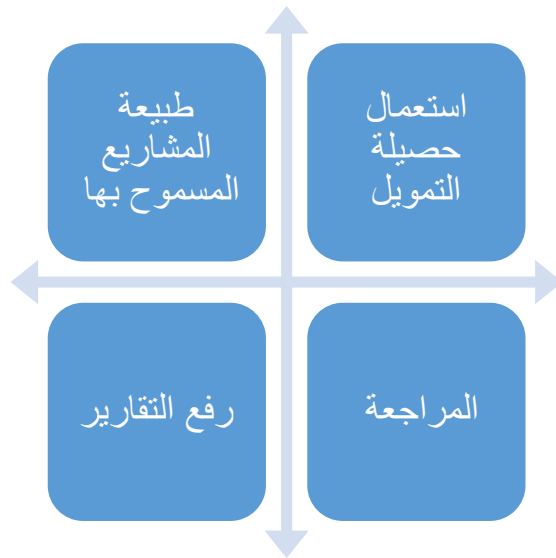 استعمال
حصيلة
التمويل
طبيعة
المشاريع
المسموح بها
المراجعة
رفع التقارير